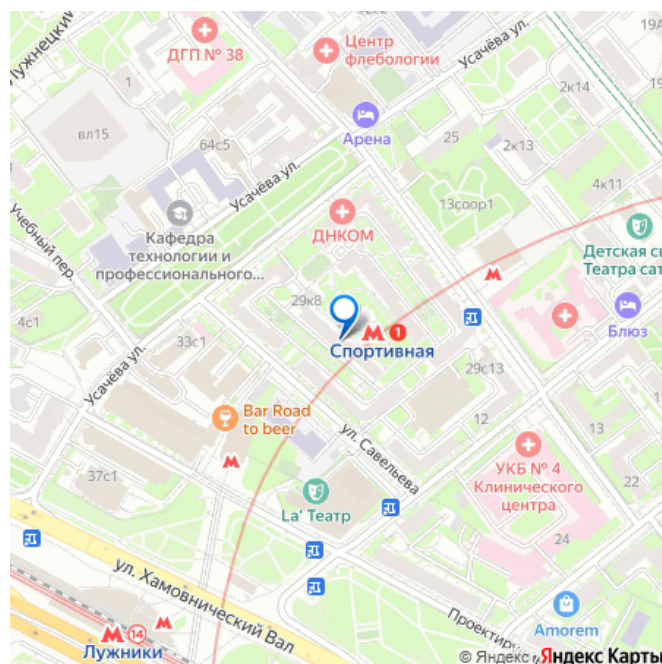 Лужнецкий
ДГП № 38
Центр
флебологии
Усачёва ул.
1
2к14
вл15
64с5
Арена
25
2к13
Усачёва ул.
4к11
13соор1
Кафедра
технологии и
профессионального...
ДНКОМ
Учебный пер.
Детская
Театра
29к8
4с1
33с1
1
Спортивная
Блюз
Усачёва ул.
29с13
Bar Road
to beer
12
ул. Савельева
13
37с1
УКБ № 4
Клинического
центра
22
La' Театр
24
ул. Хамовнический Вал
14
Лужники
Amorem
© Яндекс Яндекс Карты